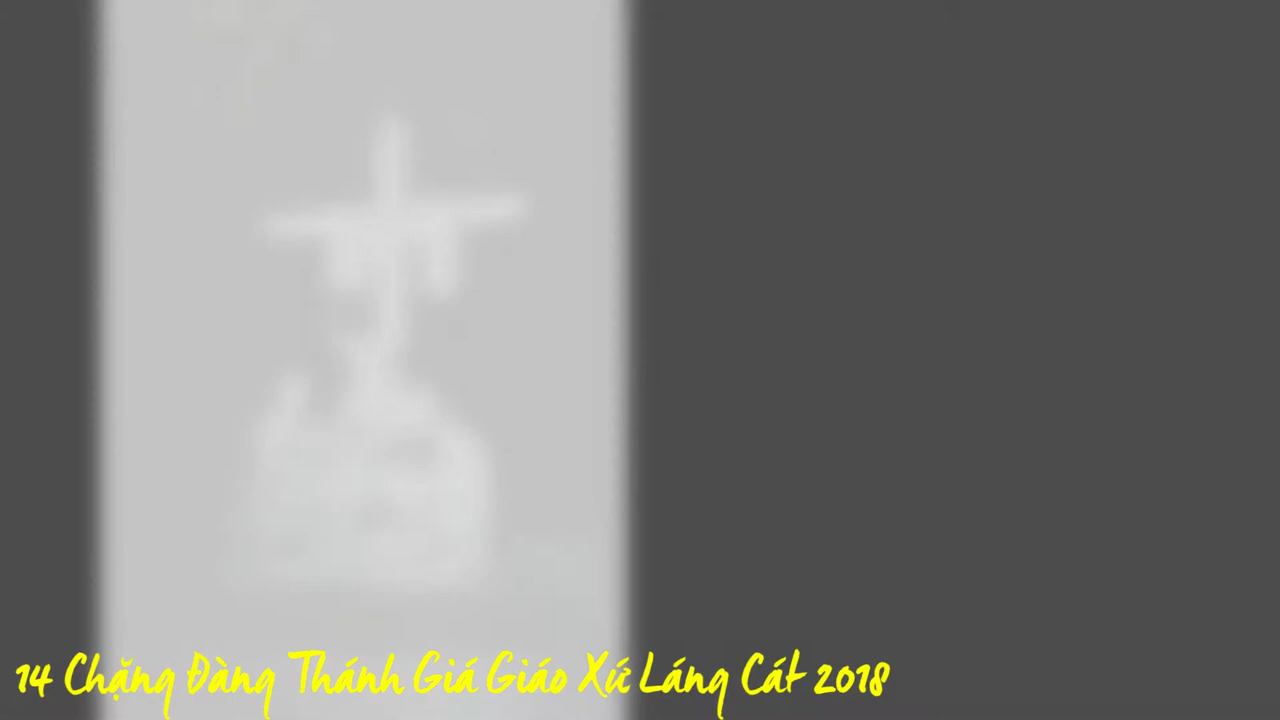 14 Chặng Đàng Thánh Giá Giáo Xứ Láng Cát 2018